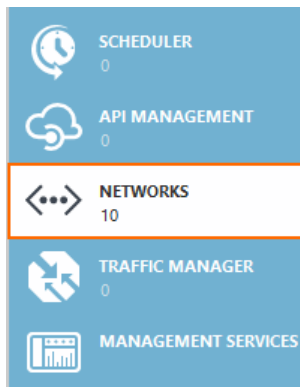 SCHEDULER
0
API MANAGEMENT
0
NETWORKS
10
TRAFFIC MANAGER
0
MANAGEMENT SERVICES